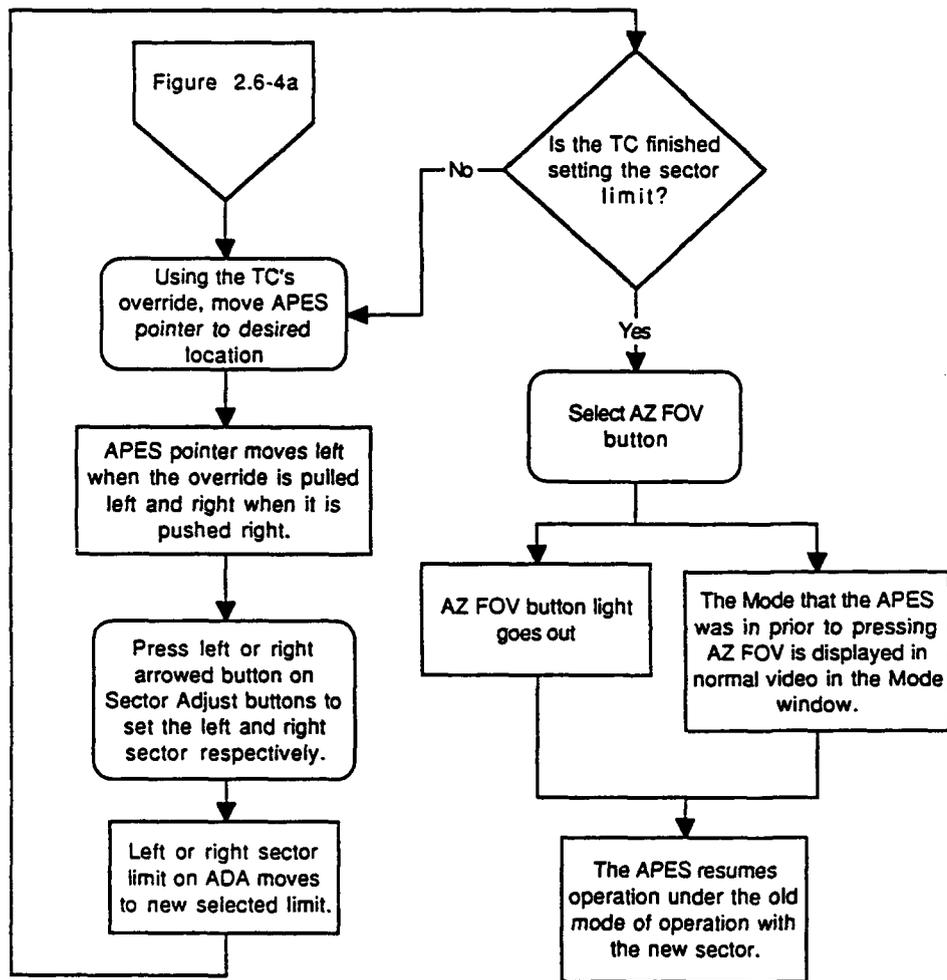 Figure 2.6-4a
Using the TC's
override, move APES
pointer to desired
location
APES pointer moves left
when the override is pulled
left and right when it is
pushed right.
Press left or right
arrowed button on
Sector Adjust buttons to
set the left and right
sector respectively.
Left or right sector
limit on ADA moves
to new selected limit.
Is the TC finished
setting the sector
limit?
No
Yes
Select AZ FOV
button
AZ FOV button light
goes out
The Mode that the APES
was in prior to pressing
AZ FOV is displayed in
normal video in the Mode
window.
The APES resumes
operation under the old
mode of operation with
the new sector.